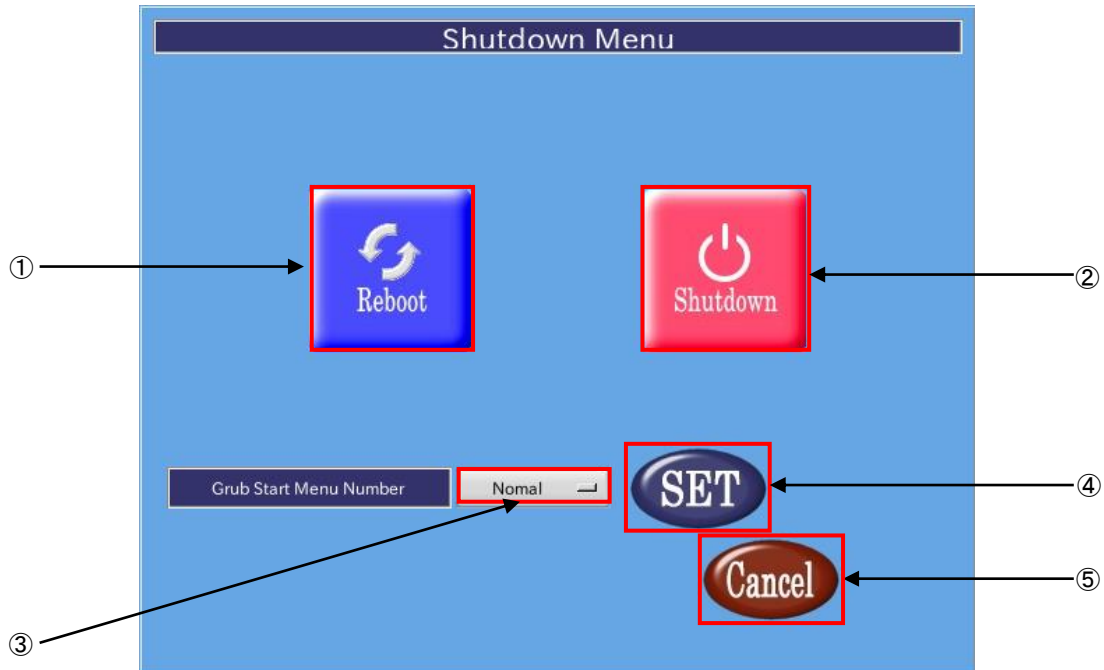 Shutdown Menu
Reboot
Shutdown
①
②
Grub Start Menu Number
Nomal
SET
④
Cancel
⑤
③